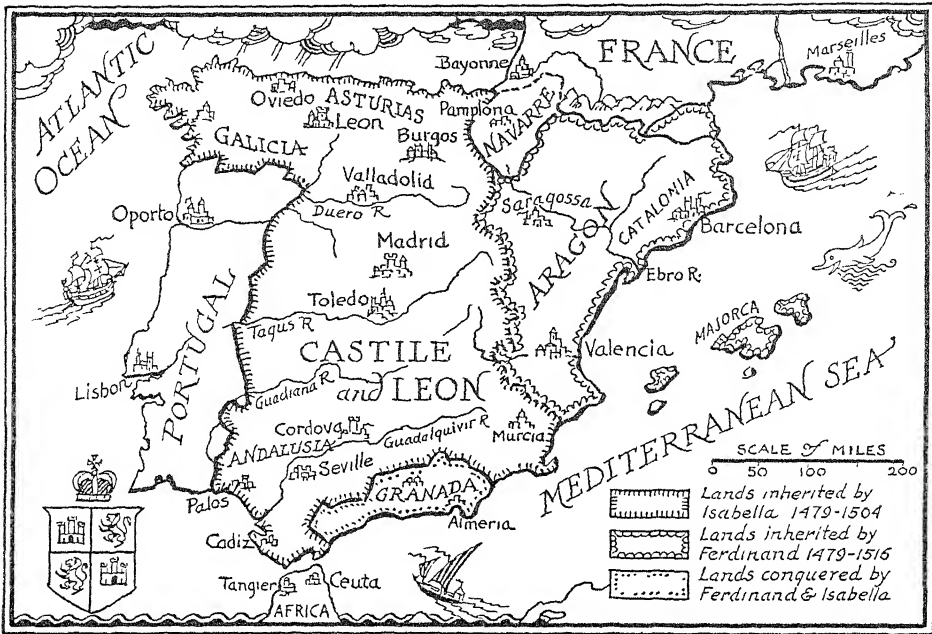 ATLANTIC
OCEAN
FRANCE
Marseilles
Bayonne
Oviedo
ASTURIAS
Pamplona
NAVARRE
Leon
GALICIA
Burgos
Valladolid
Saragossa
CATALONIA
Oporto
Duero R
Barcelona
Madrid
ARAGON
Ebro R.
Toledo
PORTUGAL
Tagus R
MAJORCA
CASTILE
and LEON
Valencia
Lisbon
Guadiana R
MEDITERRANEAN SEA
Cordova
Guadalquivir R
Murcia
ANDALUSIA
Seville
GRANADA
Palos
Almeria
Cadiz
Tangier
Ceuta
AFRICA
SCALE of MILES
0 50 100 200
Lands inherited by
Isabella 1479-1504
Lands inherited by
Ferdinand 1479-1516
Lands conquered by
Ferdinand & Isabella